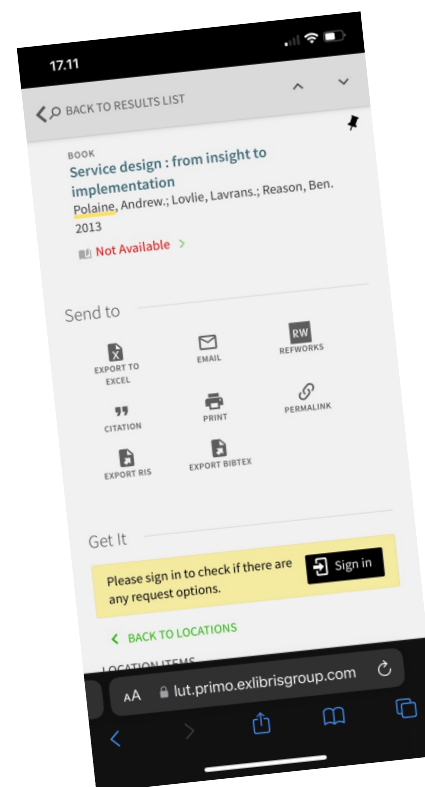 17.11
BACK TO RESULTS LIST
BOOK
Service design : from insight to
implementation
Polaine, Andrew.; Lovlie, Lavrans.; Reason, Ben.
2013
Not Available
Send to
EXPORT TO
EXCEL
EMAIL
RW
REFWORKS
CITATION
PRINT
PERMALINK
EXPORT RIS
EXPORT BIBTEX
Get It
Please sign in to check if there are
any request options.
Sign in
BACK TO LOCATIONS
LOCATION ITEMS
AA
lut.primo.exlibrisgroup.com